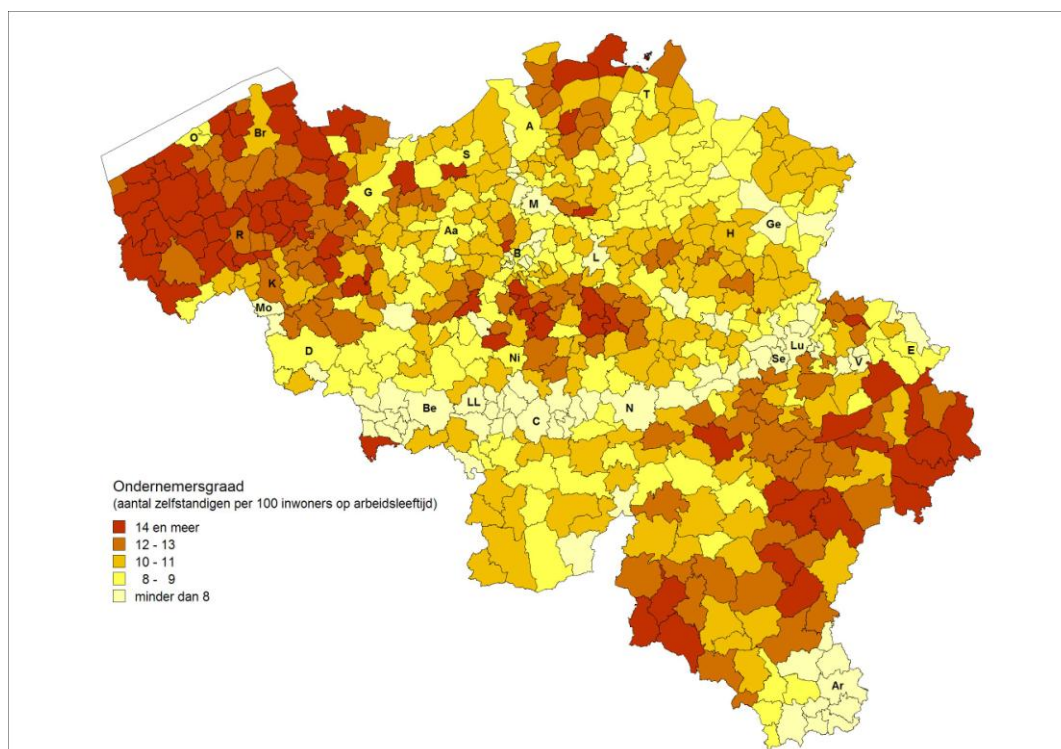 T
O
Br
A
S
G
M
Aa
H
Ge
R
B
L
K
Mo
Lu
D
Ni
Se
V
E
LL
Be
N
C
Ondernemersgraad
(aantal zelfstandigen per 100 inwoners op arbeidsleeftijd)
14 en meer
12 - 13
10 - 11
8 - 9
minder dan 8
Ar